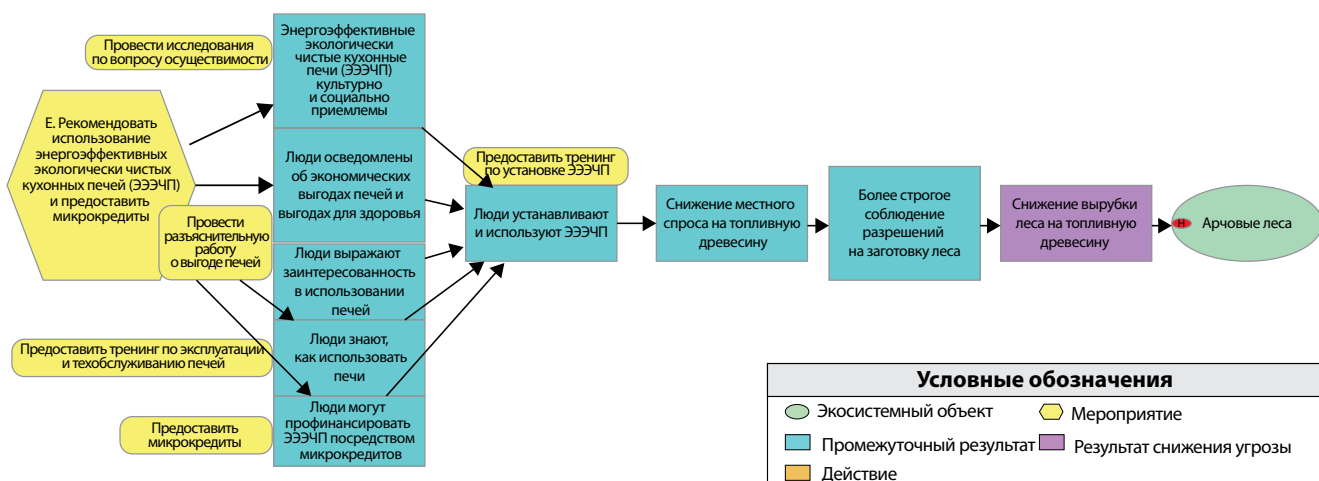 Провести исследования
по вопросу осуществимости
Энергоэффективные
экологически
чистые кухонные
печи (ЭЭЭЧП)
культурно
и социально
приемлемы
Е. Рекомендовать
использование
энергоэффективных
экологически чистых
кухонных печей (ЭЭЭЧП)
и предоставить
микрокредиты
Люди осведомлены
об экономических
выгодах печей и
выгодах для здоровья
Провести
разъяснительную
работу
о выгоде печей
Люди выражают
заинтересованность
в использовании
печей
Предоставить тренинг по эксплуатации
и техобслуживанию печей
Люди знают,
как использовать
печи
Предоставить
микрокредиты
Люди могут
профинансировать
ЭЭЭЧП посредством
микрокредитов
Предоставить тренинг
по установке ЭЭЭЧП
Люди устанавливают
и используют ЭЭЭЧП
Снижение местного
спроса на топливную
древесину
Более строгое
соблюдение
разрешений
на заготовку леса
Снижение вырубки
леса на топливную
древесину
Н
Арчовые леса
Условные обозначения
Экосистемный объект
Мероприятие
Промежуточный результат
Результат снижения угрозы
Действие